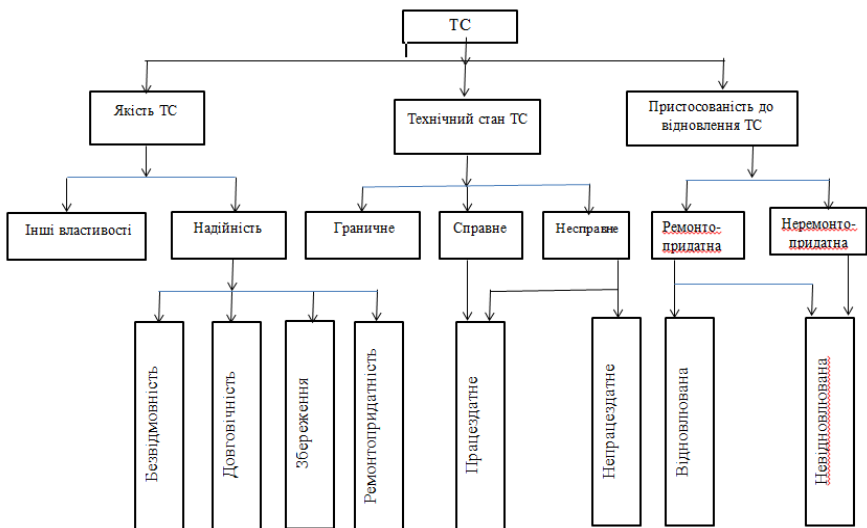 ТС
Якість ТС
Технічний стан ТС
Пристосованість до
відновлення ТС
Інші властивості
Надійність
Граничне
Справне
Несправне
Ремонто-
придатна
Неремонто-
придатна
Безвідмовність
Довговічність
Збереження
Ремонтопридатність
Працездатне
Непрацездатне
Відновлювана
Невідновлювана